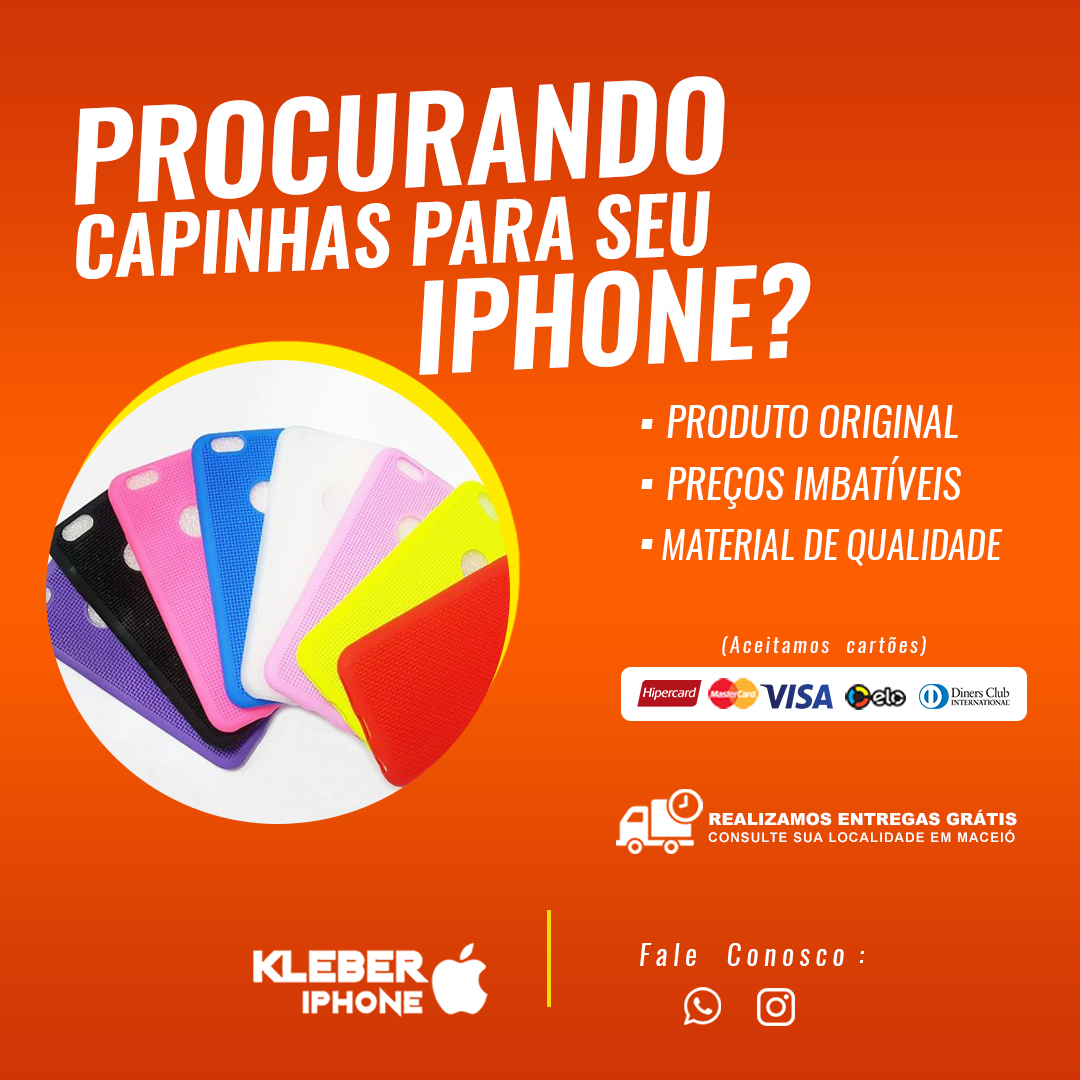 PROCURANDO
CAPINHAS PARA SEU
IPHONE?
▪ PRODUTO ORIGINAL
▪ PREÇOS IMBATÍVEIS
▪ MATERIAL DE QUALIDADE
(Aceitamos cartões)
Hipercard MasterCard VISA elo Diners Club
INTERNATIONAL
REALIZAMOS ENTREGAS GRÁTIS
CONSULTE SUA LOCALIDADE EM MACEIÓ
KLEBER
IPHONE
Fale Conosco: